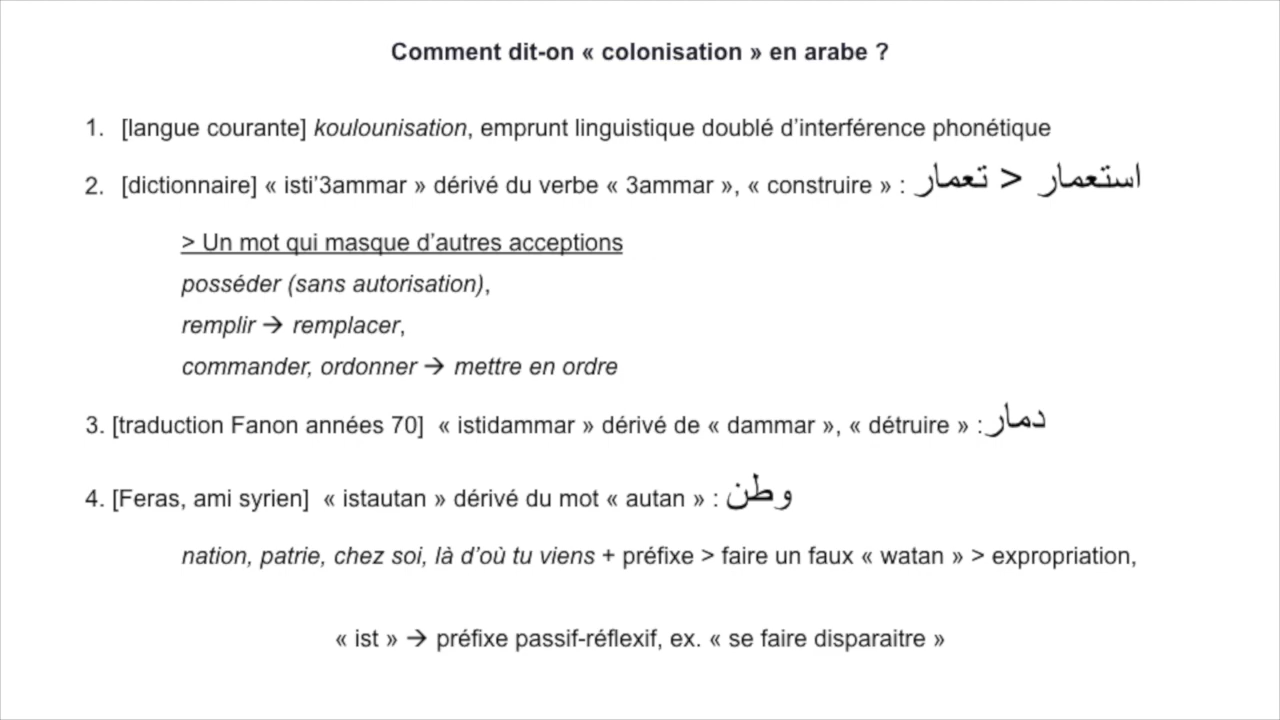 Comment dit-on « colonisation » en arabe ?
1. [langue courante] koulounisation, emprunt linguistique doublé d’interférence phonétique
2. [dictionnaire] « isti’3ammar » dérivé du verbe « 3ammar », « construire » : استعمار > تعمار
> Un mot qui masque d’autres acceptions
posséder (sans autorisation),
remplir → remplacer,
commander, ordonner → mettre en ordre
3. [traduction Fanon années 70] « istidammar » dérivé de « dammar », « détruire » : دمار
4. [Feras, ami syrien] « istautan » dérivé du mot « autan » : وطن
nation, patrie, chez soi, là d’où tu viens + préfixe > faire un faux « watan » > expropriation,
« ist » → préfixe passif-réflexif, ex. « se faire disparaitre »